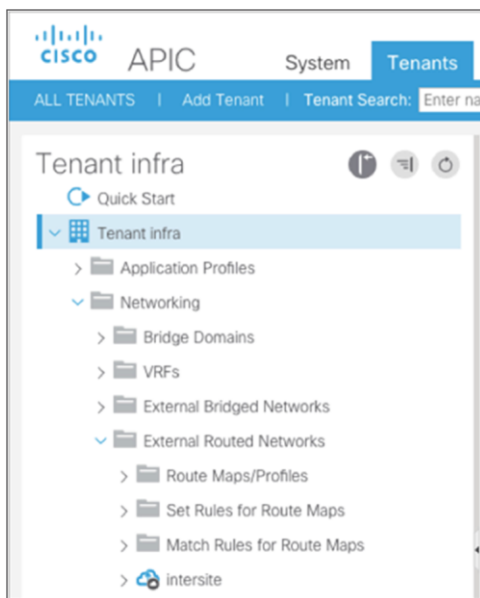 CISCO APIC System Tenants
ALL TENANTS | Add Tenant | Tenant Search: Enter na
Tenant infra
Quick Start
Tenant infra
Application Profiles
Networking
Bridge Domains
VRFs
External Bridged Networks
External Routed Networks
Route Maps/Profiles
Set Rules for Route Maps
Match Rules for Route Maps
intersite